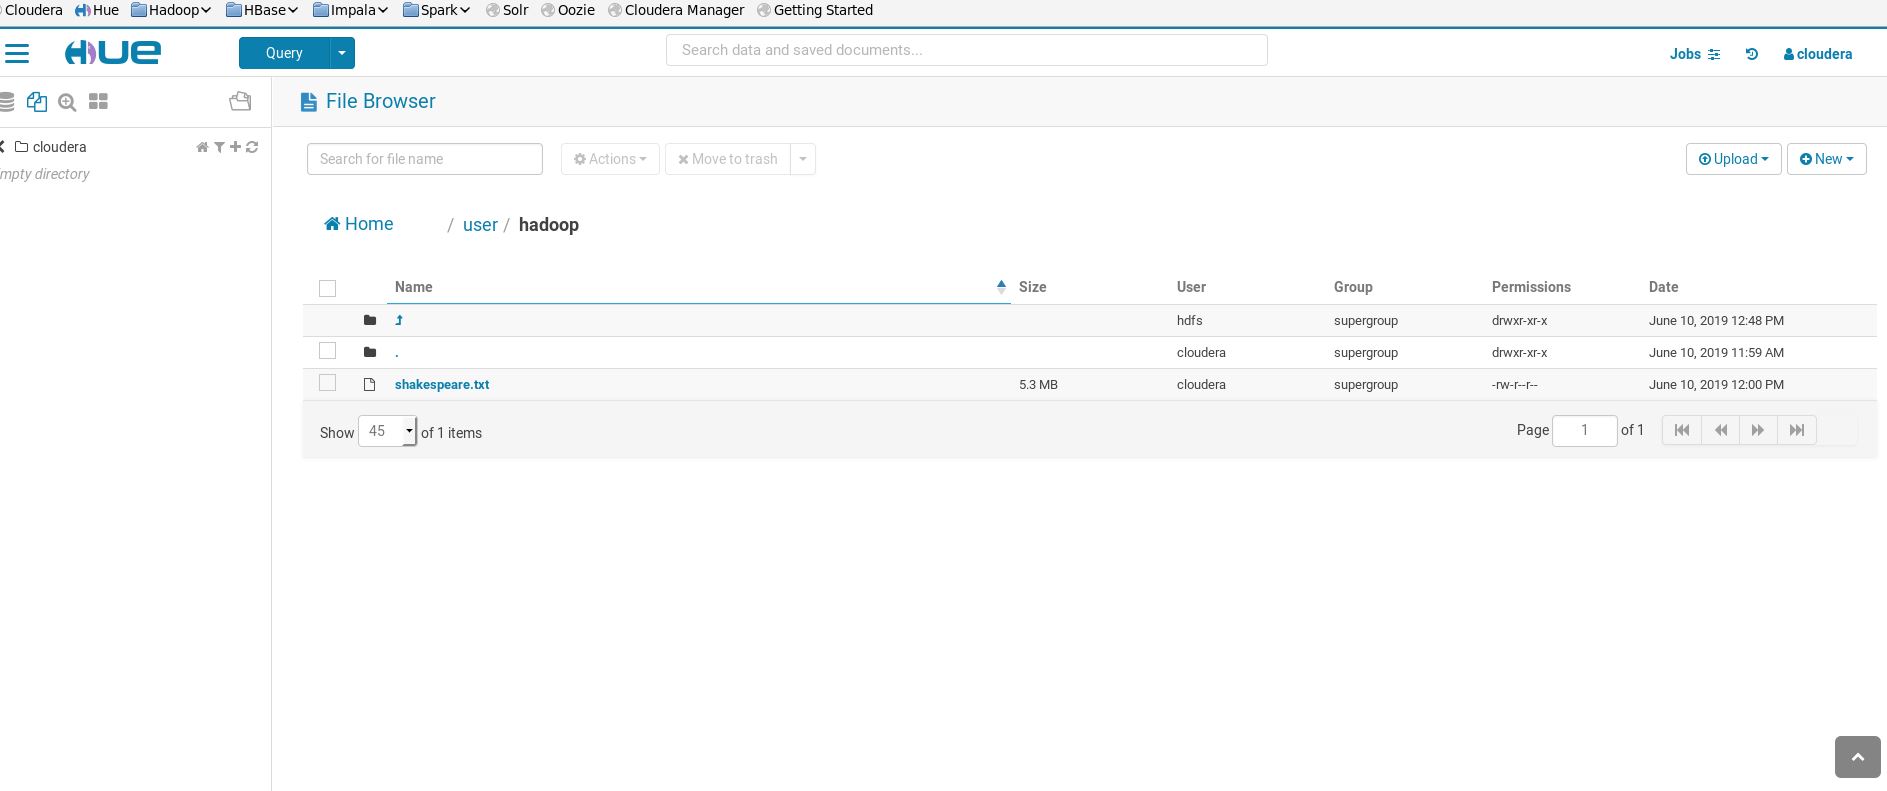 Cloudera Hue Hadoop HBase Impala Spark Solr Oozie Cloudera Manager Getting Started
HUE Query Search data and saved documents... Jobs cloudera
File Browser
cloudera
mpty directory
Search for file name Actions Move to trash Upload New
Home / user / hadoop
Name Size User Group Permissions Date
hdfs supergroup drwxr-xr-x June 10, 2019 12:48 PM
. cloudera supergroup drwxr-xr-x June 10, 2019 11:59 AM
shakespeare.txt 5.3 MB cloudera supergroup -rw-r--r-- June 10, 2019 12:00 PM
Show 45 of 1 items Page 1 of 1